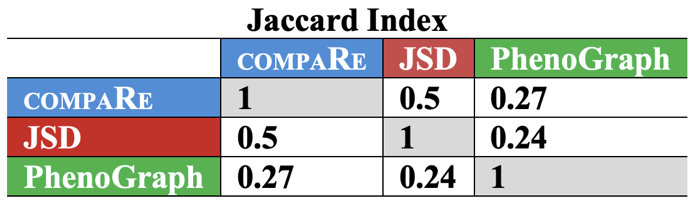 Jaccard Index
COMPARE JSD PhenoGraph
COMPARE 1 0.5 0.27
JSD 0.5 1 0.24
PhenoGraph 0.27 0.24 1